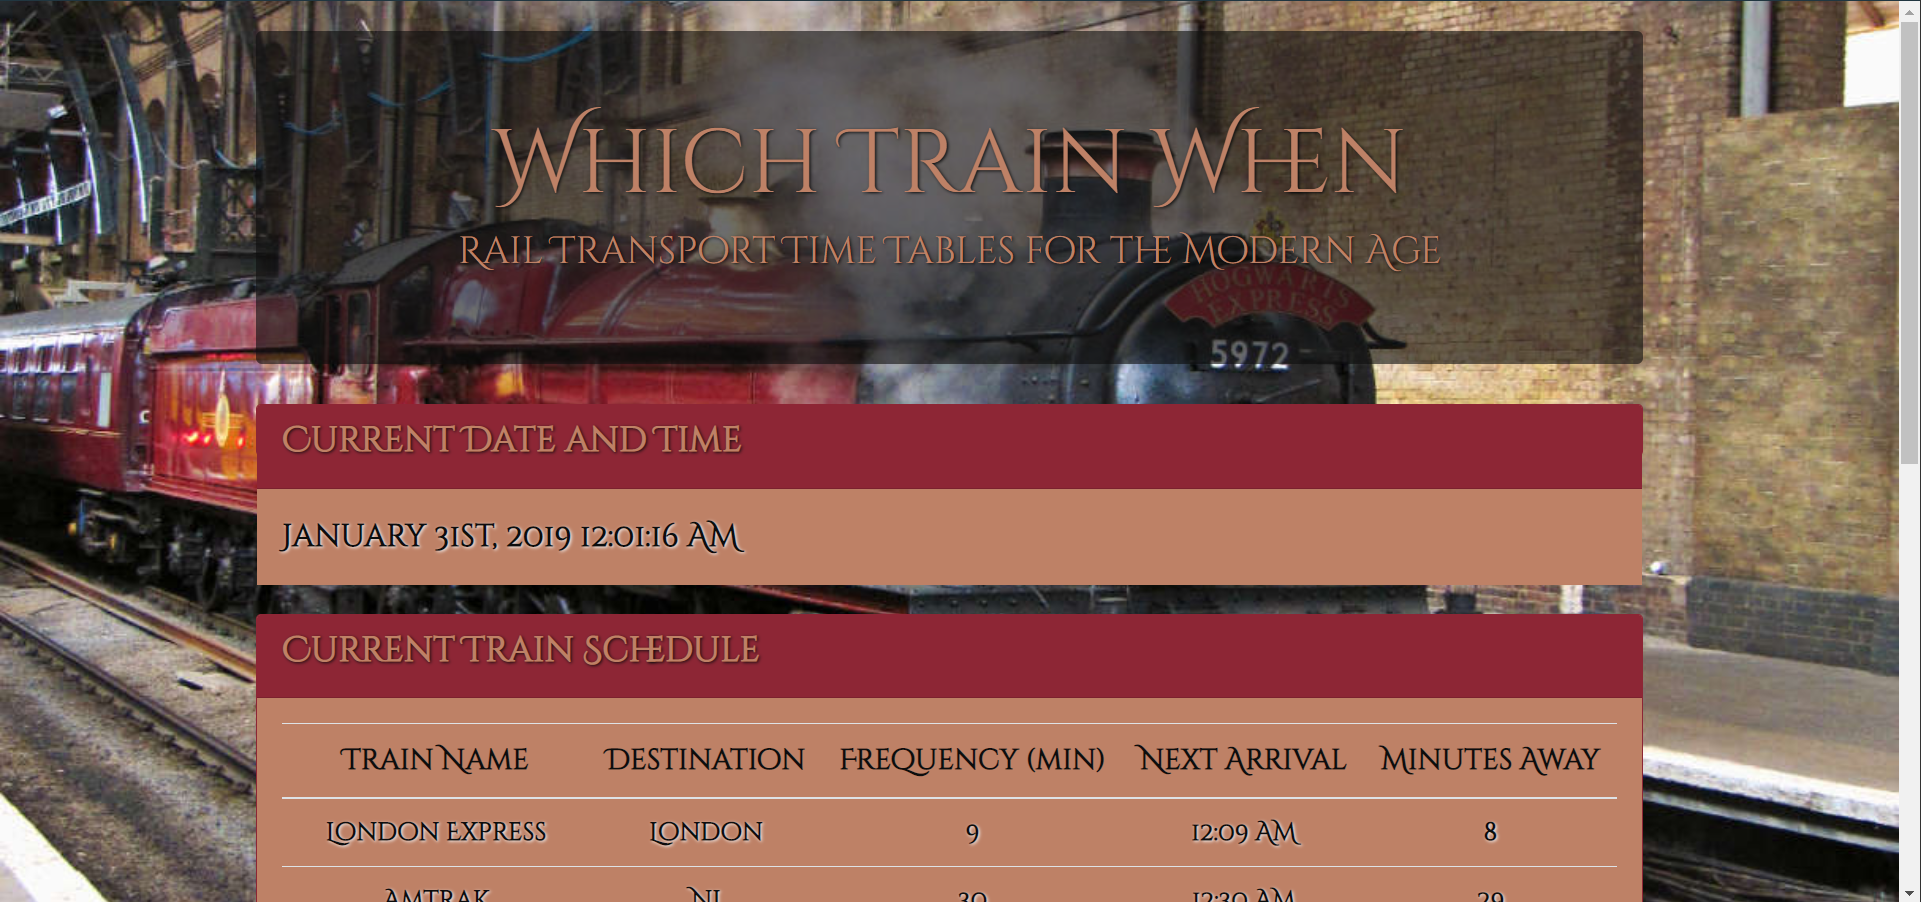 Which Train When
Rail Transport Time Tables for the Modern Age
HOGWARTS
EXPRESS
5972
Current Date and Time
January 31st, 2019 12:01:16 AM
Current Train Schedule
Train Name Destination Frequency (min) Next Arrival Minutes Away
London Express London 9 12:09 AM 8
Amtrak NJ 30 12:30 AM 29